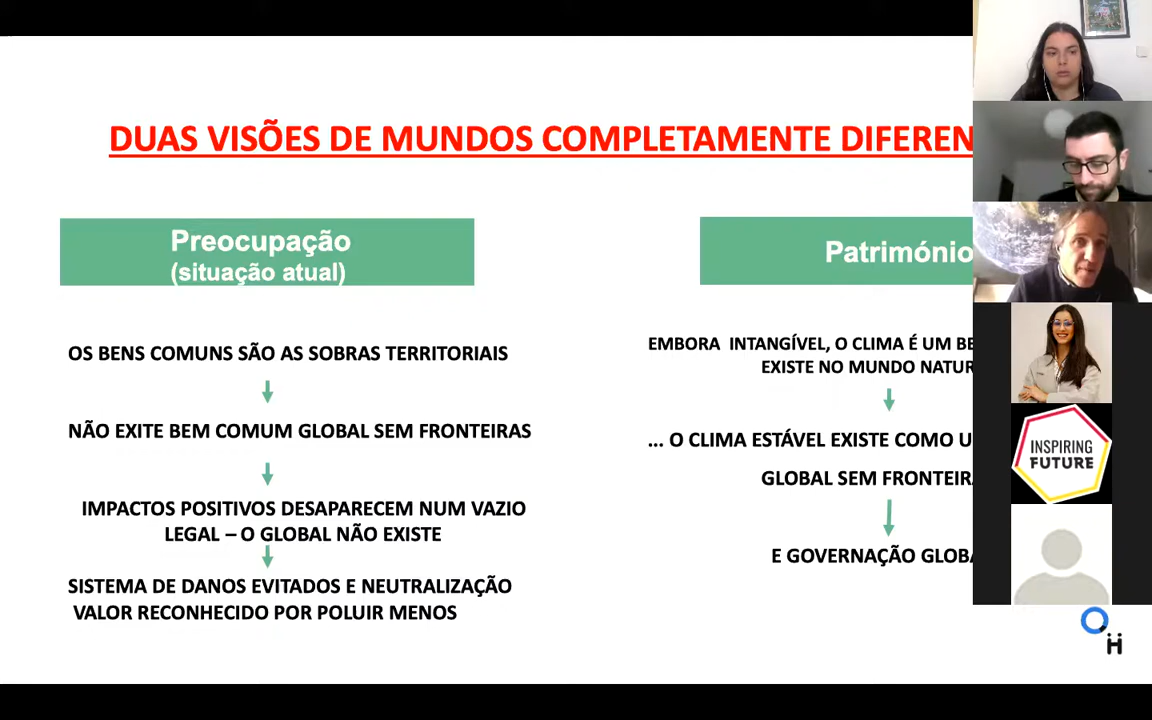 DUAS VISÕES DE MUNDOS COMPLETAMENTE DIFEREN
Preocupação
(situação atual)
OS BENS COMUNS SÃO AS SOBRAS TERRITORIAIS
NÃO EXITE BEM COMUM GLOBAL SEM FRONTEIRAS
IMPACTOS POSITIVOS DESAPARECEM NUM VAZIO
LEGAL – O GLOBAL NÃO EXISTE
SISTEMA DE DANOS EVITADOS E NEUTRALIZAÇÃO
VALOR RECONHECIDO POR POLUIR MENOS
Património
EMBORA INTANGÍVEL, O CLIMA É UM BE
EXISTE NO MUNDO NATUR
... O CLIMA ESTÁVEL EXISTE COMO U
GLOBAL SEM FRONTEIRA
E GOVERNAÇÃO GLOBA
INSPIRING
FUTURE
H